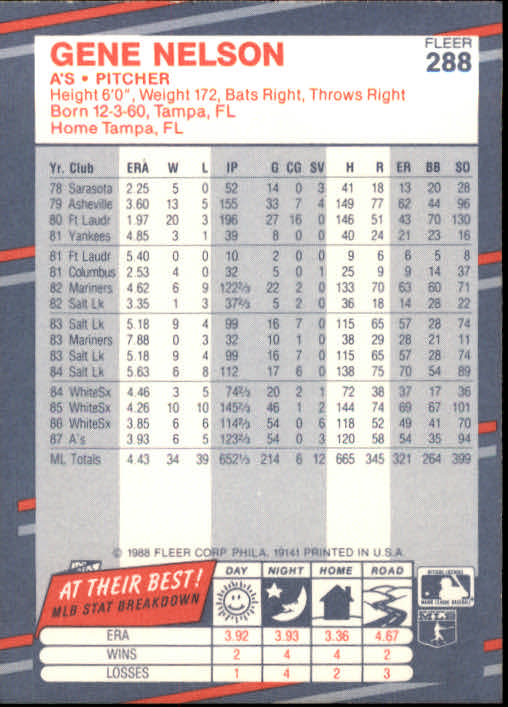 GENE NELSON
FLEER
288
A'S • PITCHER
Height 6'0", Weight 172, Bats Right, Throws Right
Born 12-3-60, Tampa, FL
Home Tampa, FL
Yr. Club ERA W L IP G CG SV H R ER BB SO
78 Sarasota 2.25 5 0 52 14 0 3 41 18 13 20 28
79 Asheville 3.60 13 5 155 33 7 4 149 77 62 44 96
80 Ft Laudr 1.97 20 3 196 27 16 0 146 51 43 70 130
81 Yankees 4.85 3 1 39 8 0 0 40 24 21 23 16
81 Ft Laudr 5.40 0 0 10 2 0 0 9 6 6 5 8
81 Columbus 2.53 4 0 32 5 0 1 25 9 9 14 37
82 Mariners 4.62 6 9 122⅔ 22 2 0 133 70 63 60 71
82 Salt Lk 3.35 1 3 37⅔ 5 2 0 36 18 14 28 22
83 Salt Lk 5.18 9 4 99 16 7 0 115 65 57 28 74
83 Mariners 7.88 0 3 32 10 1 0 38 28 28 21 11
83 Salt Lk 5.18 9 4 99 16 7 0 115 65 57 28 74
84 Salt Lk 5.63 6 8 112 17 6 0 138 75 70 54 89
84 WhiteSx 4.46 3 5 74⅔ 20 2 1 72 38 37 17 36
85 WhiteSx 4.26 10 10 145⅔ 46 1 2 144 74 69 67 101
86 WhiteSx 3.85 6 6 114⅔ 54 0 6 118 52 49 41 70
87 A's 3.93 6 5 123⅔ 54 0 3 120 58 54 35 94
ML Totals 4.43 34 39 652⅓ 214 6 12 665 345 321 264 399
© 1988 FLEER CORP PHILA. 19141 PRINTED IN U.S.A.
AT THEIR BEST!
MLB STAT BREAKDOWN
DAY NIGHT HOME ROAD
ERA 3.92 3.93 3.36 4.67
WINS 2 4 4 2
LOSSES 1 4 2 3